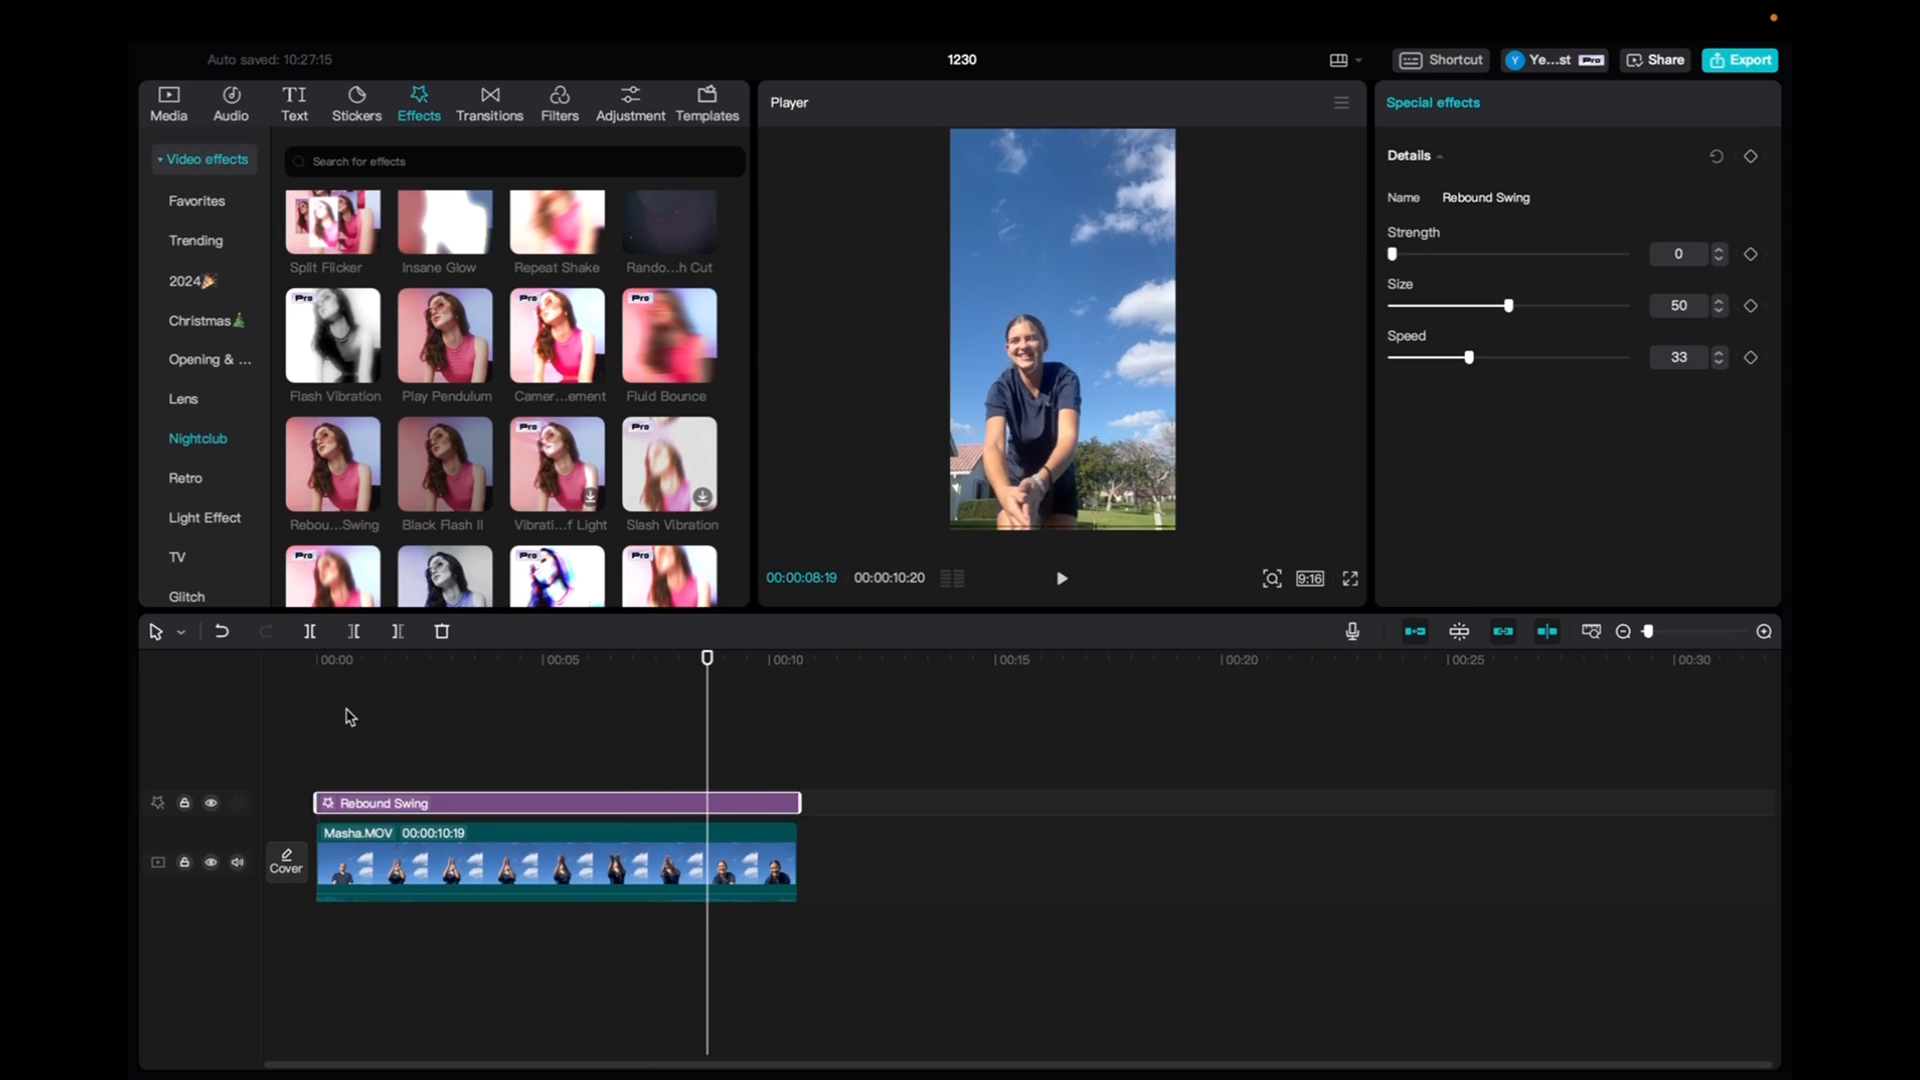 Auto saved: 10:27:15
1230
Shortcut
Ye...st Pro
Share
Export
Media
Audio
TI
Text
Stickers
Effects
Transitions
Filters
Adjustment
Templates
Player
Special effects
Video effects
Search for effects
Favorites
Trending
2024🎉
Christmas🎄
Opening & ...
Lens
Nightclub
Retro
Light Effect
TV
Glitch
Split Flicker
Insane Glow
Repeat Shake
Rando...h Cut
Pro
Pro
Pro
Flash Vibration
Play Pendulum
Camer...ement
Fluid Bounce
Pro
Pro
Rebou...Swing
Black Flash II
Vibrati...f Light
Slash Vibration
Pro
Pro
Pro
Details
Name Rebound Swing
Strength
0
Size
50
Speed
33
00:00:08:19
00:00:10:20
9:16
00:00
00:05
00:10
00:15
00:20
00:25
00:30
Rebound Swing
Masha.MOV 00:00:10:19
Cover